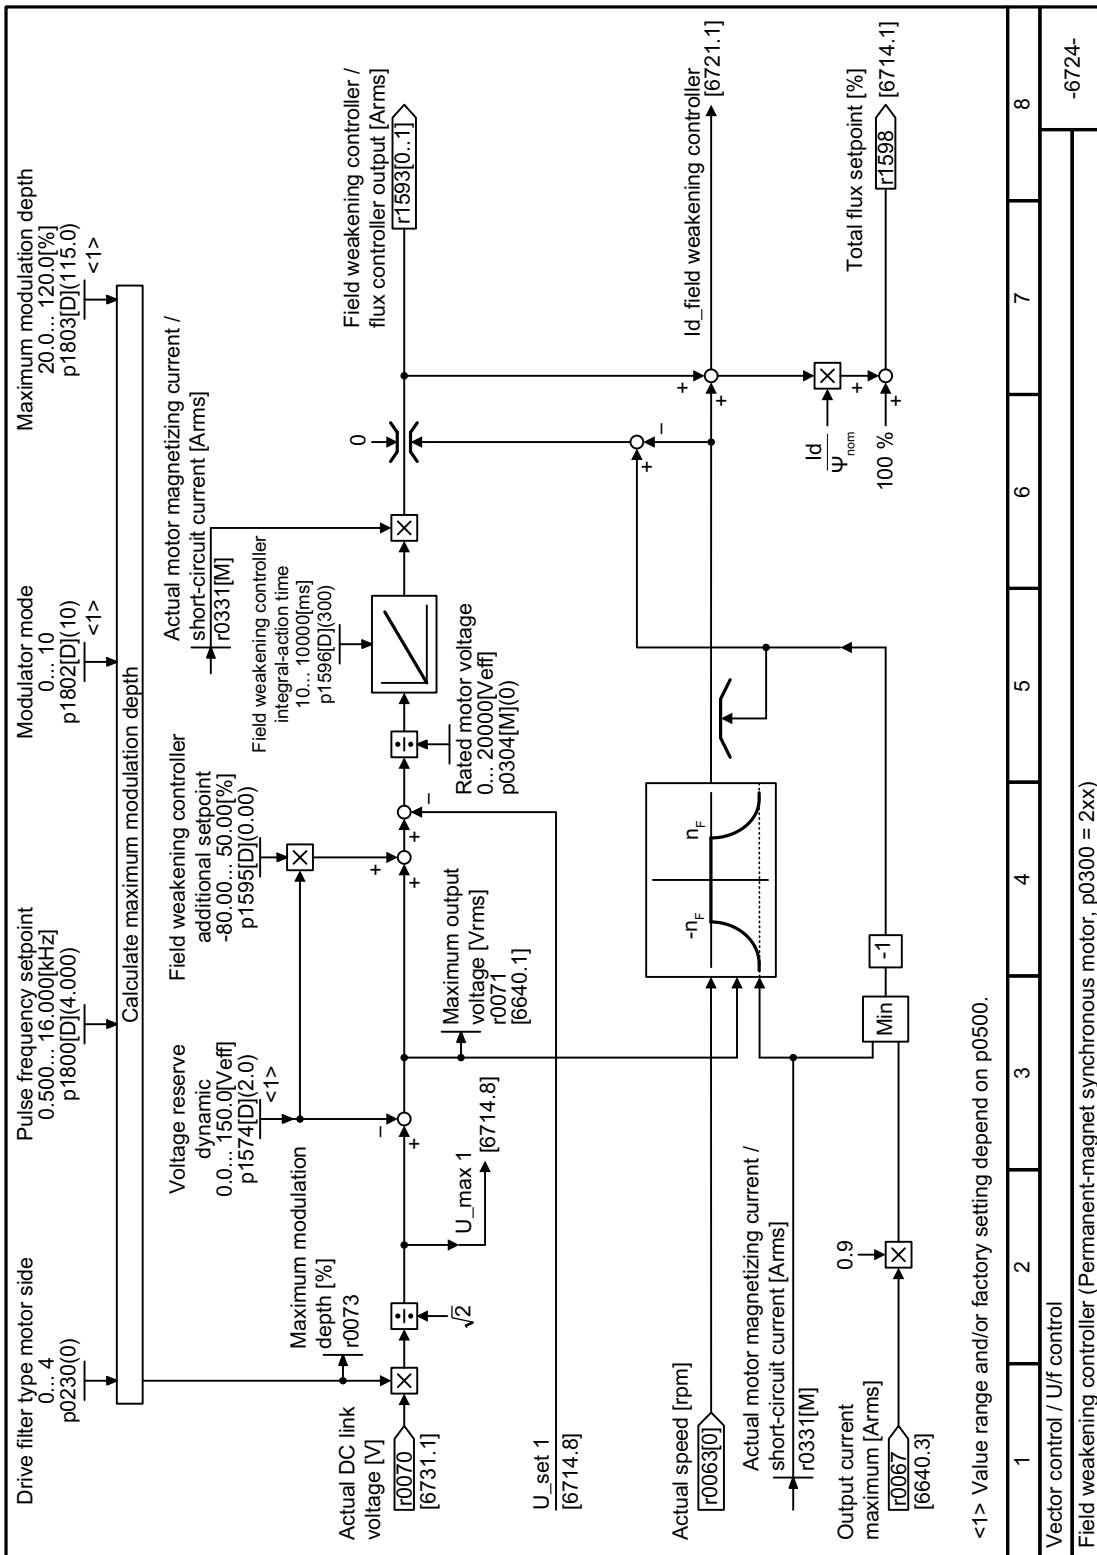 Drive filter type motor side
0... 4
p0230(0)
Pulse frequency setpoint
0.500... 16.000[kHz]
p1800[D](4.000)
Modulator mode
0... 10
p1802[D](10)
<1>
Maximum modulation depth
20.0... 120.0[%]
p1803[D](115.0)
<1>
Calculate maximum modulation depth
Voltage reserve
dynamic
0.0... 150.0[Veff]
p1574[D](2.0)
<1>
Field weakening controller
additional setpoint
-80.00... 50.00[%]
p1595[D](0.00)
Actual motor magnetizing current /
short-circuit current [Arms]
r0331[M]
Maximum modulation
depth [%]
r0073
Field weakening controller
integral-action time
10... 10000[ms]
p1596[D](300)
Field weakening controller /
flux controller output [Arms]
r1593[0..1]
Actual DC link
voltage [V]
r0070
[6731.1]
√2
U_max 1
[6714.8]
Maximum output
voltage [Vrms]
r0071
[6640.1]
Rated motor voltage
0... 20000[Veff]
p0304[M](0)
0
U_set 1
[6714.8]
Actual speed [rpm]
r0063[0]
-nF
nF
Id_field weakening controller
[6721.1]
Actual motor magnetizing current /
short-circuit current [Arms]
r0331[M]
Id
Ψnom
100 %
Total flux setpoint [%]
r1598
[6714.1]
Output current
maximum [Arms]
r0067
[6640.3]
0.9
Min
-1
<1> Value range and/or factory setting depend on p0500.
1 2 3 4 5 6 7 8
Vector control / U/f control
Field weakening controller (Permanent-magnet synchronous motor, p0300 = 2xx)
-6724-